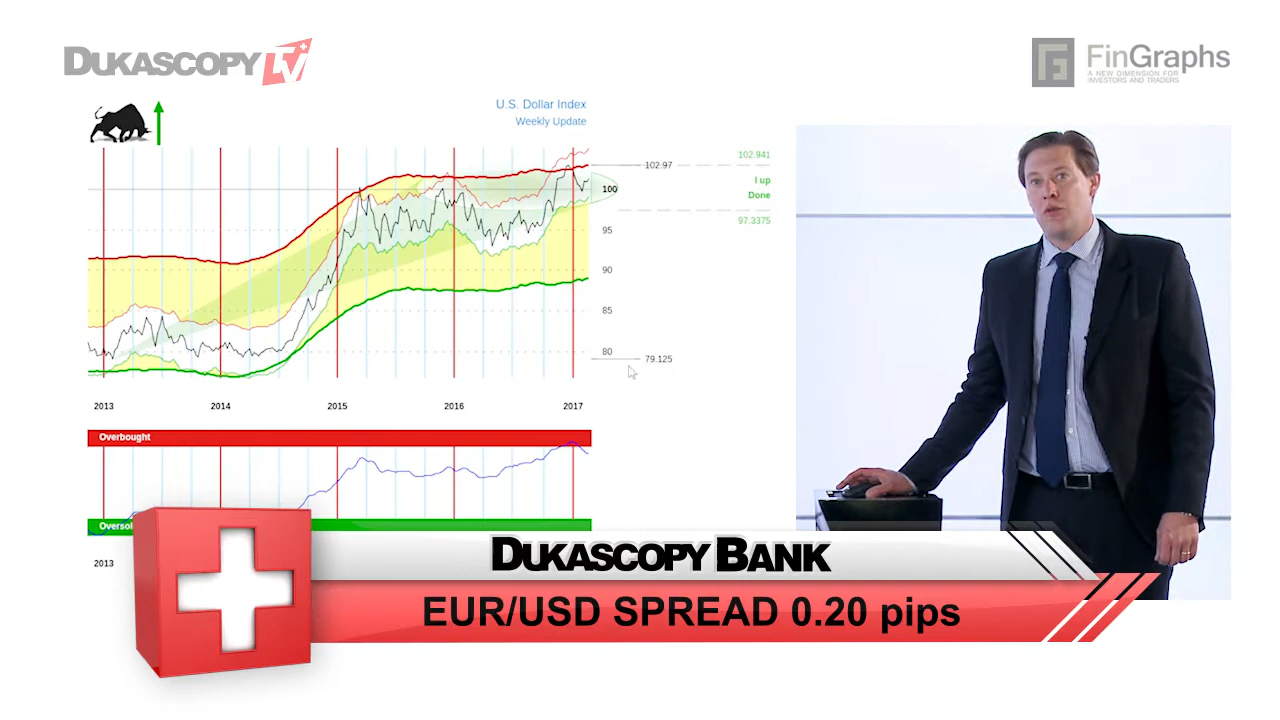 DUKASCOPY TV
FinGraphs
A NEW DIMENSION FOR
INVESTORS AND TRADERS
U.S. Dollar Index
Weekly Update
102.941
102.97
I up
100
Done
97.3375
95
90
85
80
79.125
2013
2014
2015
2016
2017
Overbought
Oversol
2013
DUKASCOPY BANK
EUR/USD SPREAD 0.20 pips